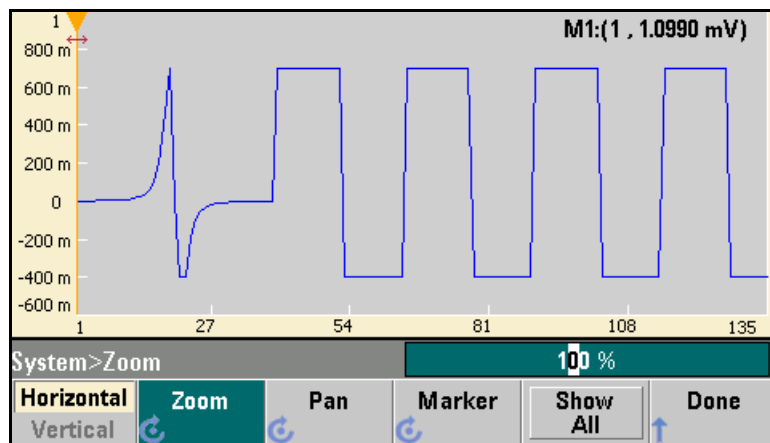 1
M1:(1 , 1.0990 mV)
800 m
600 m
400 m
200 m
0
-200 m
-400 m
-600 m
1 27 54 81 108 135
System>Zoom
100 %
Horizontal
Vertical
Zoom
Pan
Marker
Show
All
Done